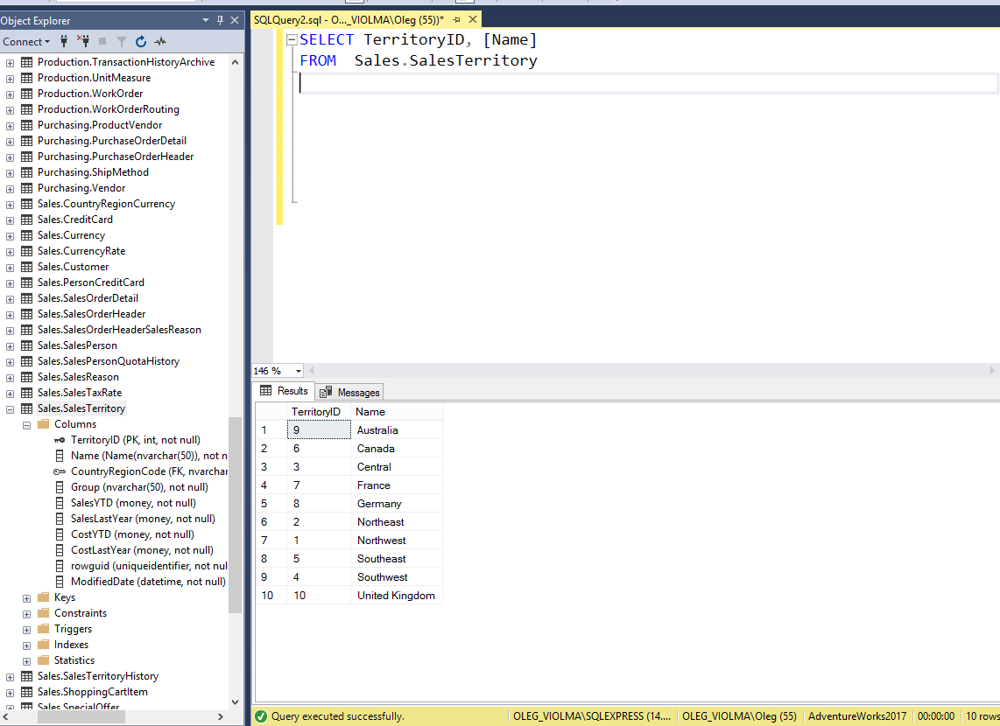 Object Explorer
Connect
Production.TransactionHistoryArchive
Production.UnitMeasure
Production.WorkOrder
Production.WorkOrderRouting
Purchasing.ProductVendor
Purchasing.PurchaseOrderDetail
Purchasing.PurchaseOrderHeader
Purchasing.ShipMethod
Purchasing.Vendor
Sales.CountryRegionCurrency
Sales.CreditCard
Sales.Currency
Sales.CurrencyRate
Sales.Customer
Sales.PersonCreditCard
Sales.SalesOrderDetail
Sales.SalesOrderHeader
Sales.SalesOrderHeaderSalesReason
Sales.SalesPerson
Sales.SalesPersonQuotaHistory
Sales.SalesReason
Sales.SalesTaxRate
Sales.SalesTerritory
Columns
TerritoryID (PK, int, not null)
Name (Name(nvarchar(50)), not n
CountryRegionCode (FK, nvarchar
Group (nvarchar(50), not null)
SalesYTD (money, not null)
SalesLastYear (money, not null)
CostYTD (money, not null)
CostLastYear (money, not null)
rowguid (uniqueidentifier, not nul
ModifiedDate (datetime, not null)
Keys
Constraints
Triggers
Indexes
Statistics
Sales.SalesTerritoryHistory
Sales.ShoppingCartItem
Sales.SpecialOffer
SQLQuery2.sql - O..._VIOLMA\Oleg (55))*
SELECT TerritoryID, [Name]
FROM Sales.SalesTerritory
146 %
Results Messages
TerritoryID Name
1 9 Australia
2 6 Canada
3 3 Central
4 7 France
5 8 Germany
6 2 Northeast
7 1 Northwest
8 5 Southeast
9 4 Southwest
10 10 United Kingdom
Query executed successfully. OLEG_VIOLMA\SQLEXPRESS (14.... OLEG_VIOLMA\Oleg (55) AdventureWorks2017 00:00:00 10 rows